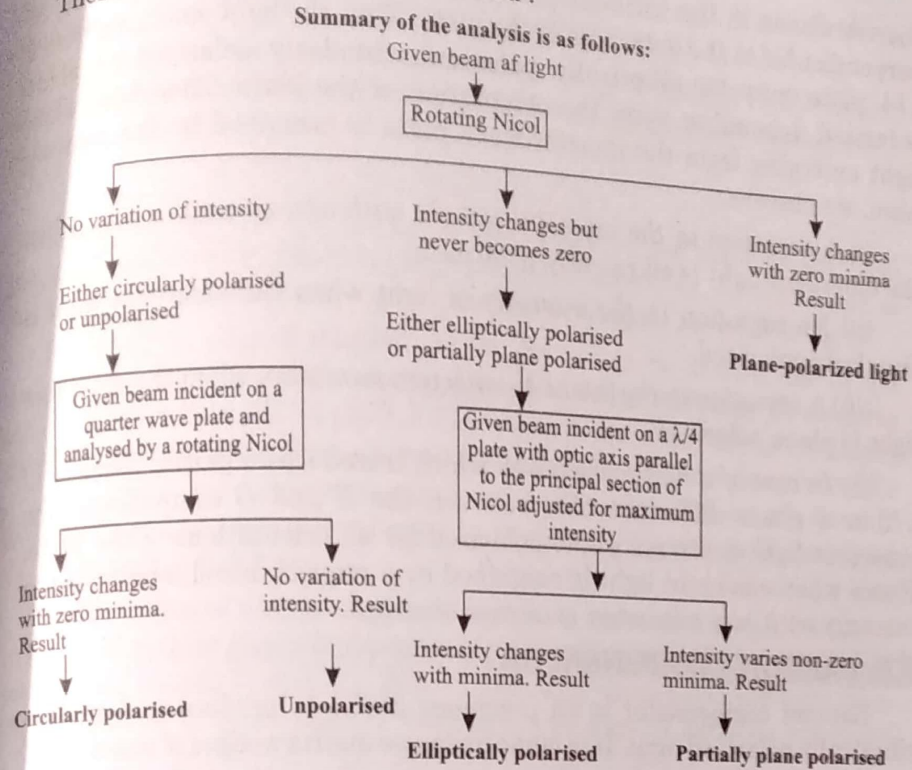 Summary of the analysis is as follows:
Given beam af light
Rotating Nicol
No variation of intensity
Either circularly polarised
or unpolarised
Given beam incident on a
quarter wave plate and
analysed by a rotating Nicol
Intensity changes
with zero minima.
Result
Circularly polarised
No variation of
intensity. Result
Unpolarised
Intensity changes but
never becomes zero
Either elliptically polarised
or partially plane polarised
Given beam incident on a λ/4
plate with optic axis parallel
to the principal section of
Nicol adjusted for maximum
intensity
Intensity changes
with minima. Result
Elliptically polarised
Intensity varies non-zero
minima. Result
Partially plane polarised
Intensity changes
with zero minima
Result
Plane-polarized light